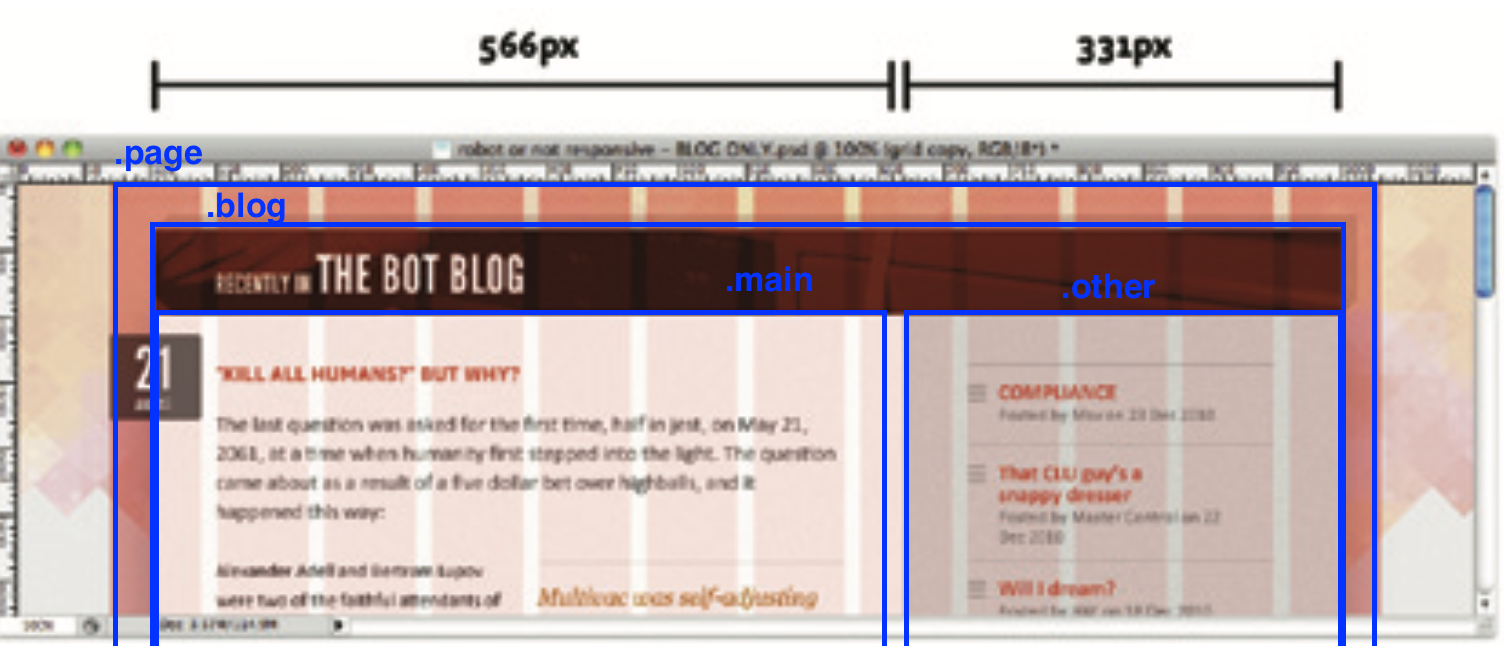 566px
331px
robot or not responsive – BLOG ONLY.psd @ 100% (grid copy, RGB/8*) *
.page
.blog
RECENTLY IN THE BOT BLOG
.main
.other
21
"KILL ALL HUMANS?" BUT WHY?
The last question was asked for the first time, half in jest, on May 21,
2061, at a time when humanity first stepped into the light. The question
came about as a result of a five dollar bet over highballs, and it
happened this way:
Alexander Adell and Bertram Lupov
were two of the faithful attendants of
Multivac was self-adjusting
COMPLIANCE
Posted by on 23 Dec 2010
That CLU guy's a
snappy dresser
Posted by Master Control on 22
Dec 2010
Will I dream?
Posted by on 18 Dec 2010
100%